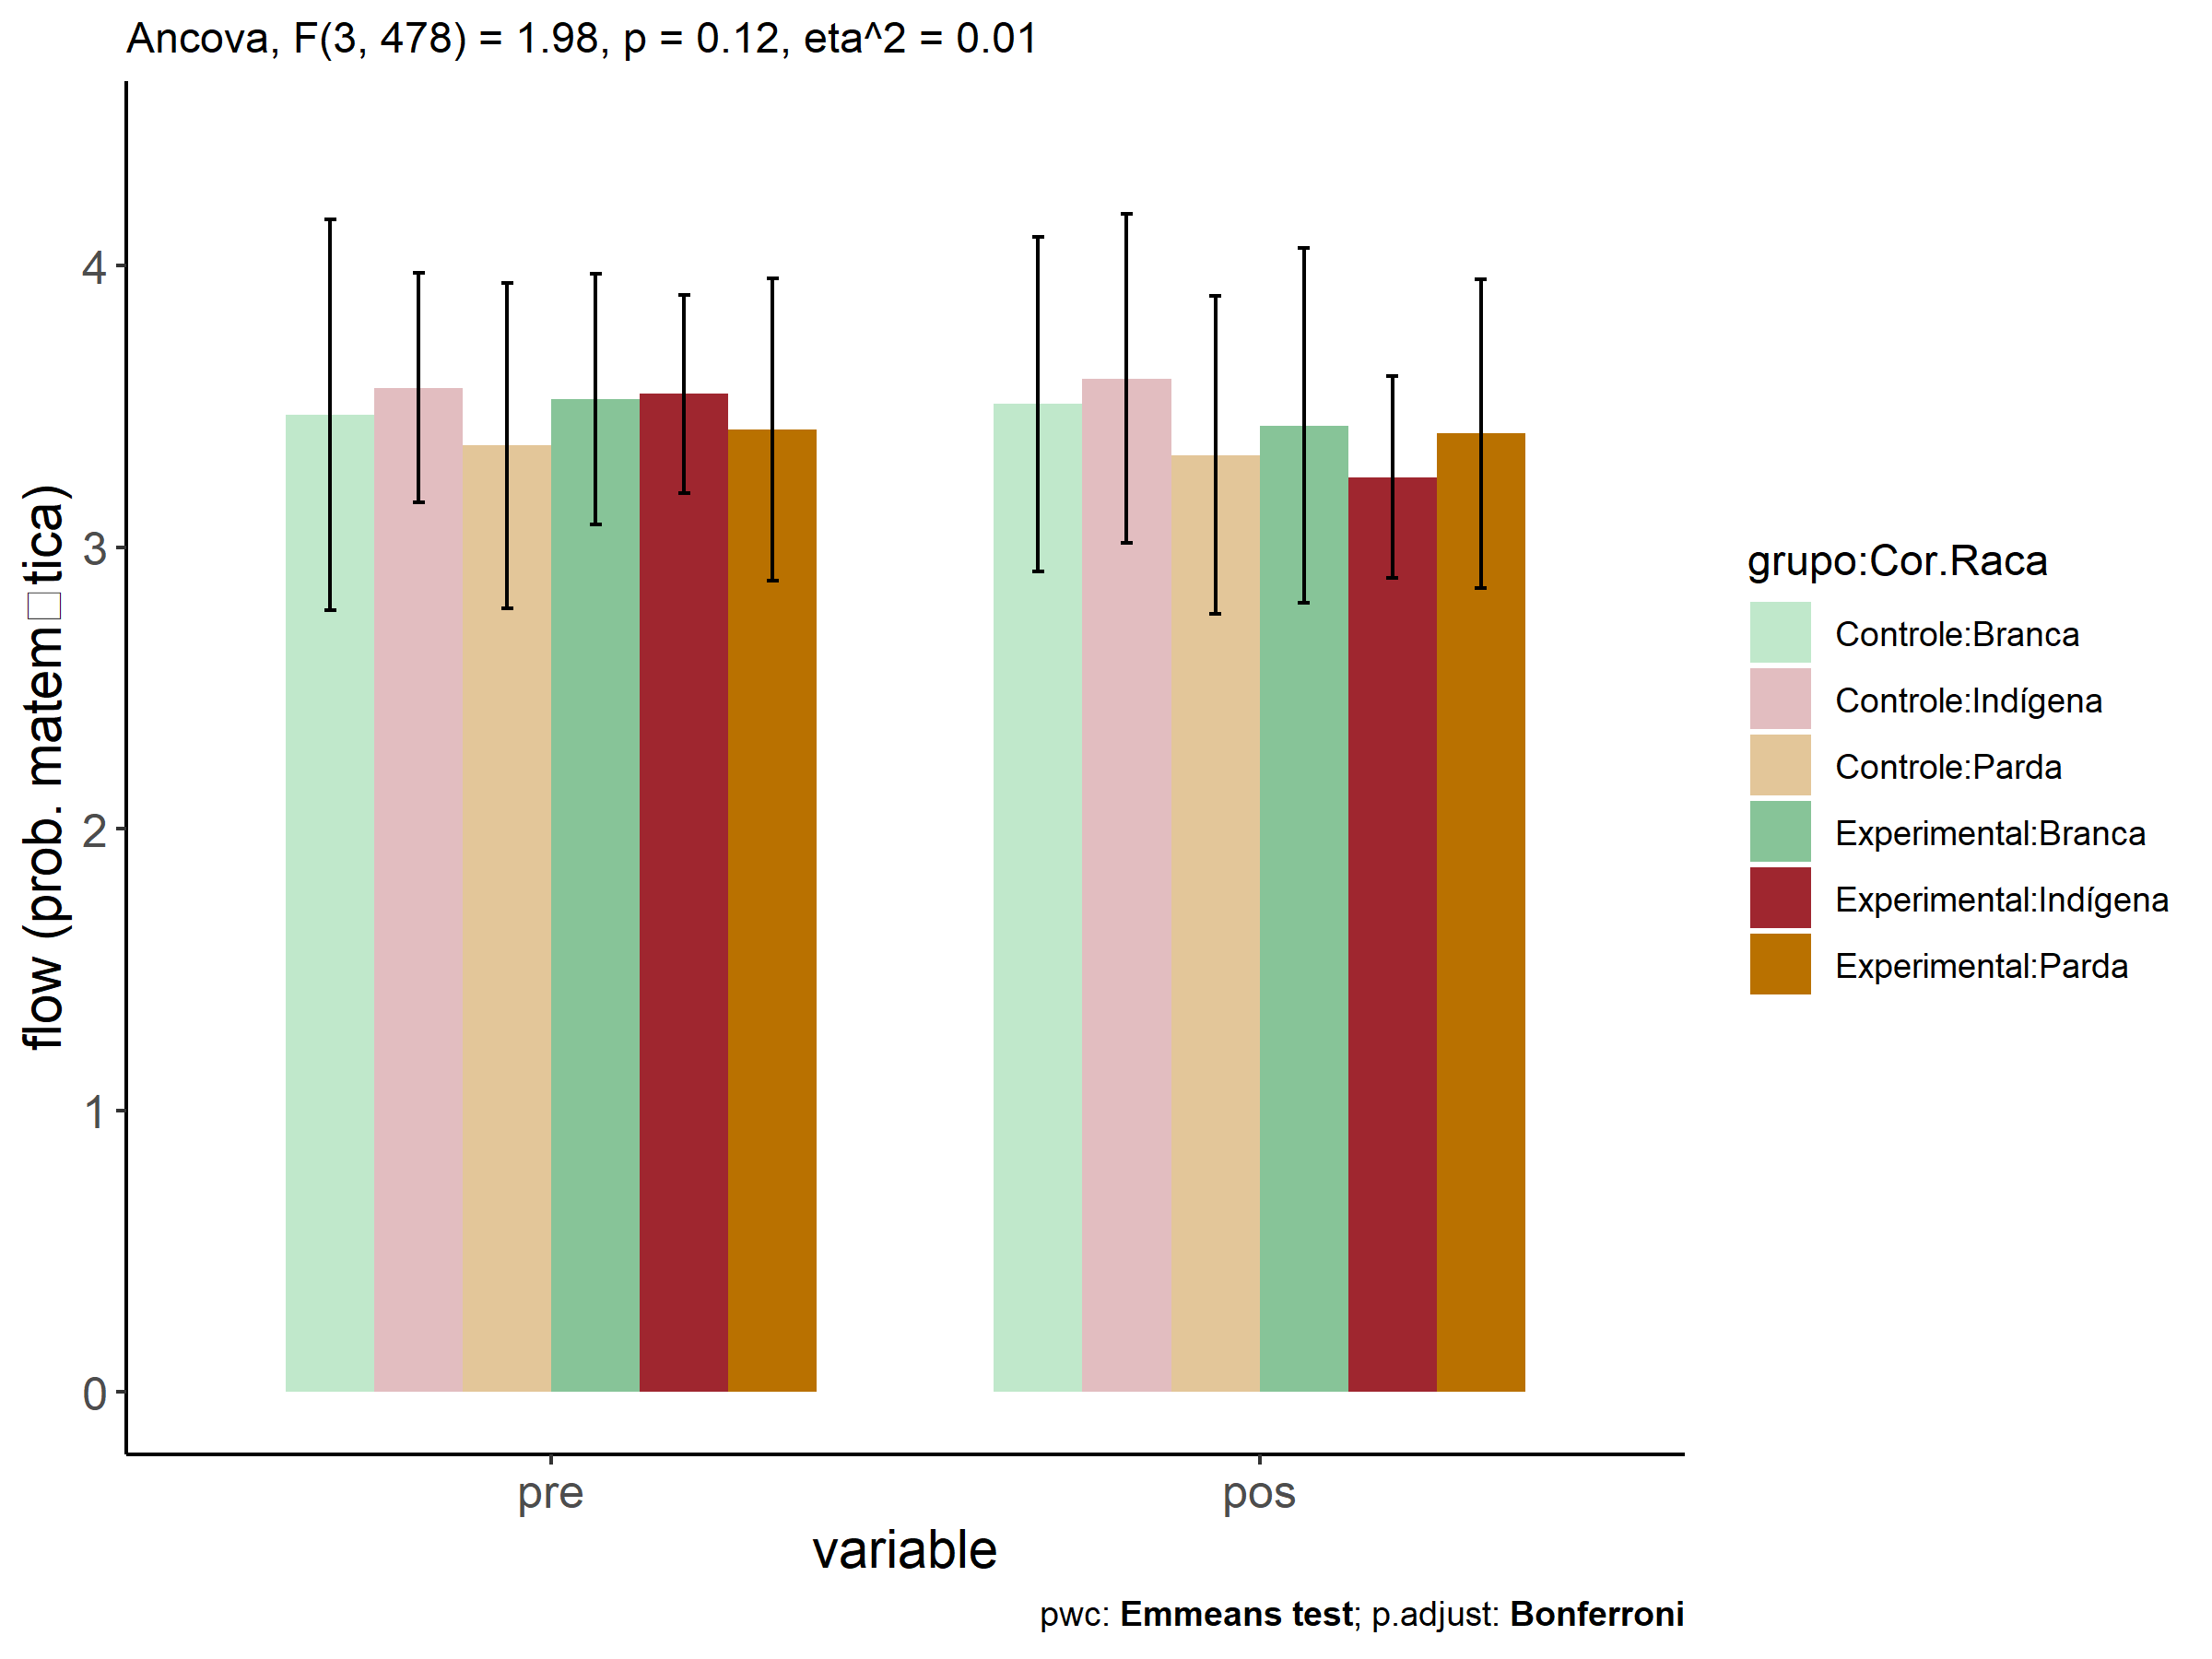 Ancova, F(3, 478) = 1.98, p = 0.12, eta^2 = 0.01
flow (prob. matem□tica)
4
3
2
1
0
pre
pos
variable
grupo:Cor.Raca
Controle:Branca
Controle:Indígena
Controle:Parda
Experimental:Branca
Experimental:Indígena
Experimental:Parda
pwc: Emmeans test; p.adjust: Bonferroni